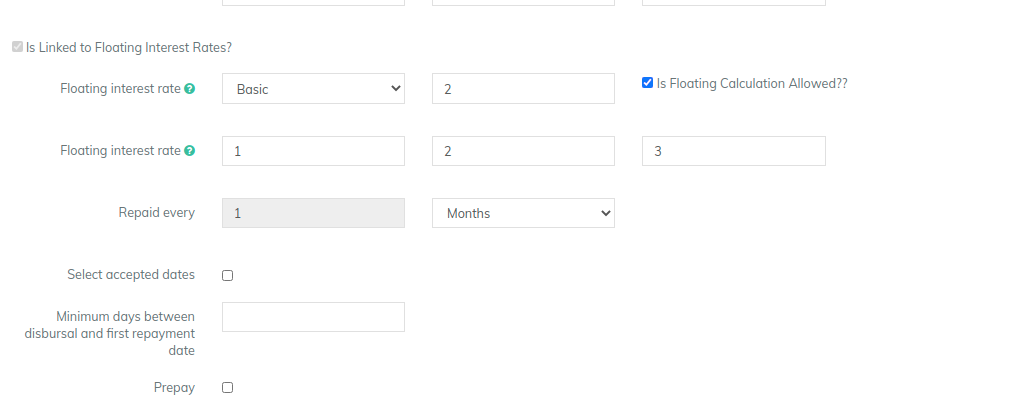 Is Linked to Floating Interest Rates?
Floating interest rate ? Basic 2 Is Floating Calculation Allowed??
Floating interest rate ? 1 2 3
Repaid every 1 Months
Select accepted dates
Minimum days between
disbursal and first repayment
date
Prepay